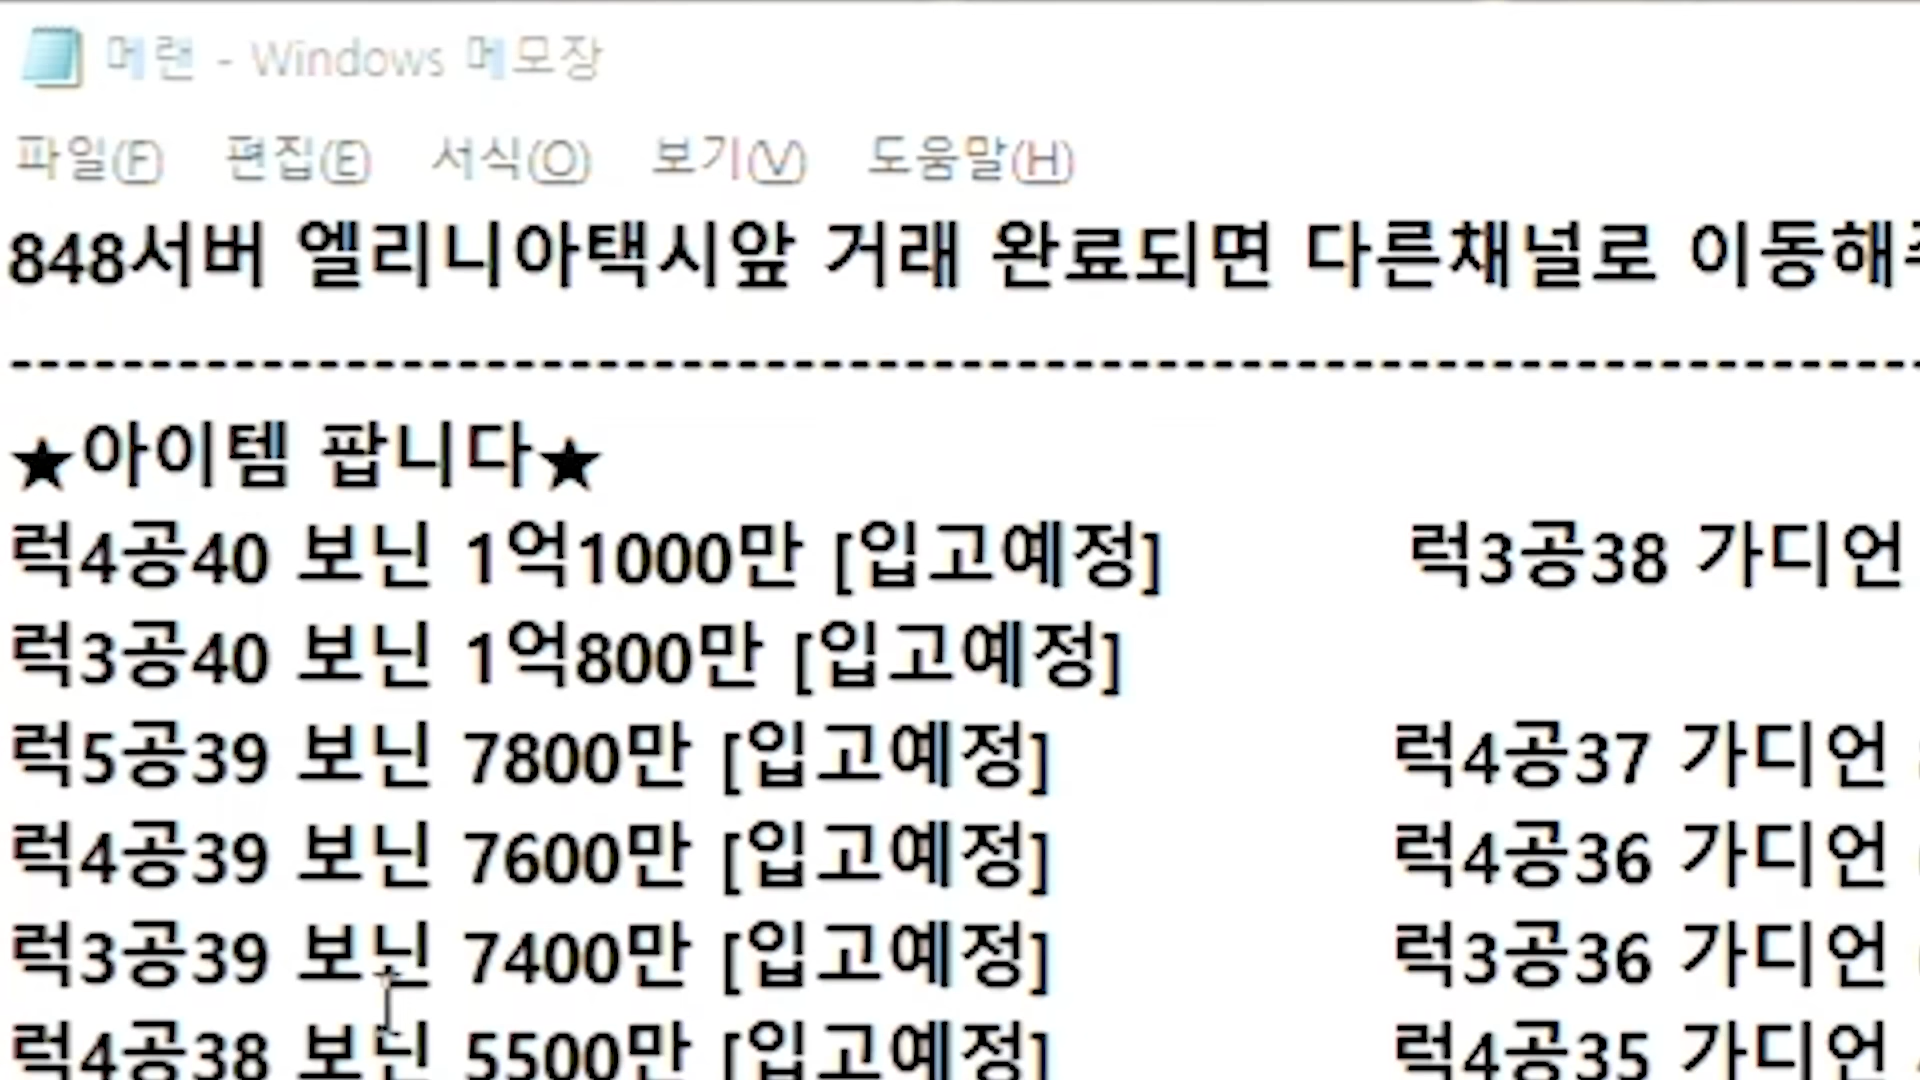 메랜 - Windows 메모장
파일(F) 편집(E) 서식(O) 보기(V) 도움말(H)
848서버 엘리니아택시앞 거래 완료되면 다른채널로 이동해
--------------------------------------------------------------------
★아이템 팝니다★
럭4공40 보닌 1억1000만 [입고예정] 럭3공38 가디언
럭3공40 보닌 1억800만 [입고예정]
럭5공39 보닌 7800만 [입고예정] 럭4공37 가디언
럭4공39 보닌 7600만 [입고예정] 럭4공36 가디언
럭3공39 보닌 7400만 [입고예정] 럭3공36 가디언
럭4공38 보닌 5500만 [입고예정] 럭4공35 가디언